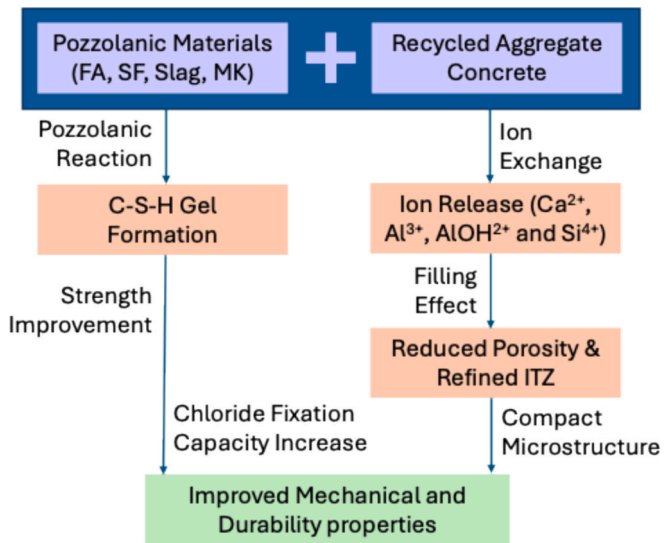 Pozzolanic Materials
(FA, SF, Slag, MK)
+
Recycled Aggregate
Concrete
Pozzolanic
Reaction
Ion
Exchange
C-S-H Gel
Formation
Ion Release (Ca²⁺,
Al³⁺, AlOH²⁺ and Si⁴⁺)
Strength
Improvement
Filling
Effect
Reduced Porosity &
Refined ITZ
Chloride Fixation
Capacity Increase
Compact
Microstructure
Improved Mechanical and
Durability properties